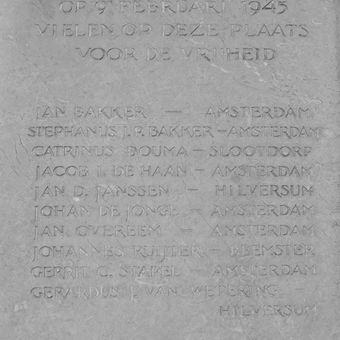 OP 9 FEBRUARI 1945
VIELEN OP DEZE PLAATS
VOOR DE VRIJHEID
JAN BAKKER — AMSTERDAM
STEPHANUS J.P. BAKKER – AMSTERDAM
CATRINUS DOUMA – SLOOTDORP
JACOB I. DE HAAN – AMSTERDAM
JAN D. JANSSEN – HILVERSUM
JOHAN DE JONGE – AMSTERDAM
JAN OVERBEM – AMSTERDAM
JOHANNES RUIJTER – BEEMSTER
GERRIT C. STAPEL – AMSTERDAM
GERARDUS J. VAN WETERING –
HILVERSUM